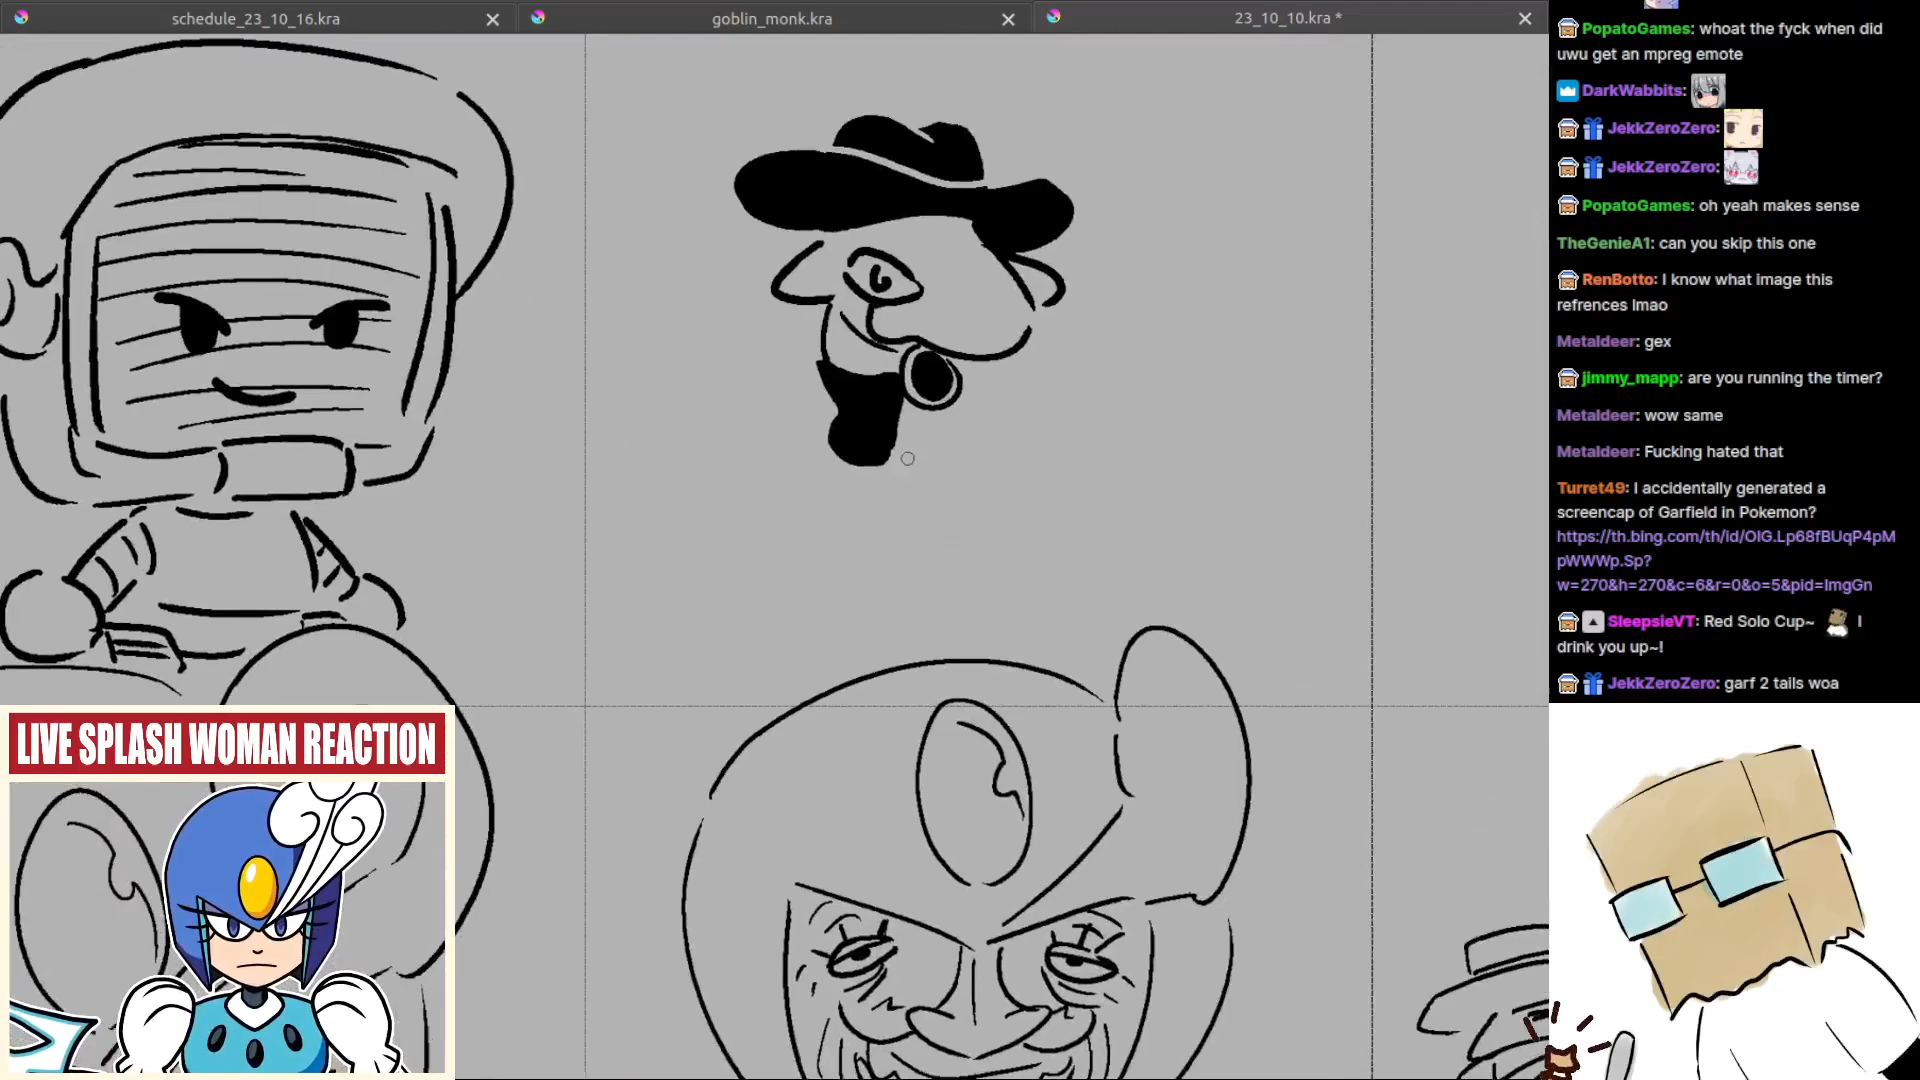 schedule_23_10_16.kra
goblin_monk.kra
23_10_10.kra *
PopatoGames: whoat the fyck when did
uwu get an mpreg emote
DarkWabbits:
JekkZeroZero:
JekkZeroZero:
PopatoGames: oh yeah makes sense
TheGenieA1: can you skip this one
RenBotto: I know what image this
refrences lmao
Metaldeer: gex
jimmy_mapp: are you running the timer?
Metaldeer: wow same
Metaldeer: Fucking hated that
Turret49: I accidentally generated a
screencap of Garfield in Pokemon?
https://th.bing.com/th/id/OIG.Lp68fBUqP4pM
pWWWp.Sp?
w=270&h=270&c=6&r=0&o=5&pid=ImgGn
SleepsieVT: Red Solo Cup~ I
drink you up~!
JekkZeroZero: garf 2 tails woa
LIVE SPLASH WOMAN REACTION